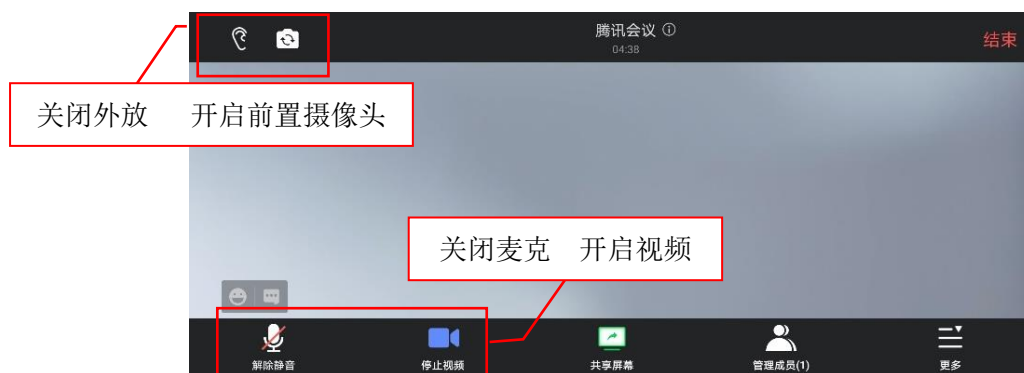 腾讯会议
04:38
结束
关闭外放 开启前置摄像头
关闭麦克 开启视频
解除静音
停止视频
共享屏幕
管理成员(1)
更多